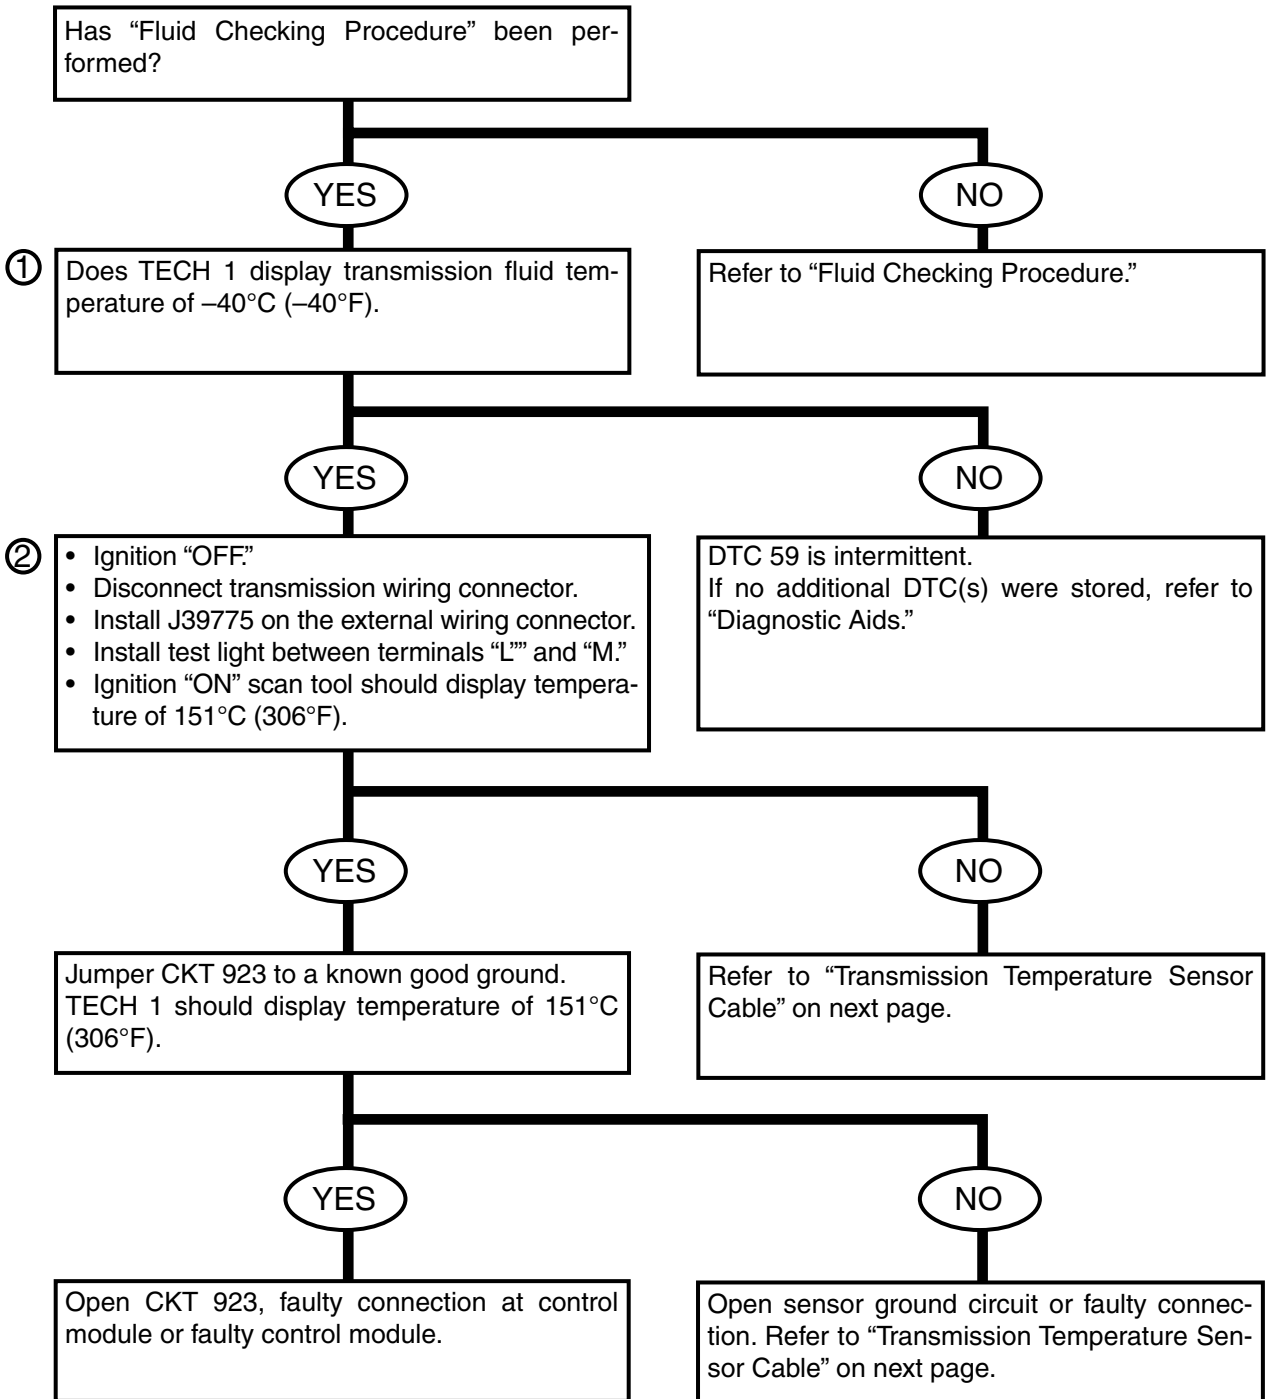 Has “Fluid Checking Procedure” been per-
formed?
YES
NO
①
Does TECH 1 display transmission fluid tem-
perature of –40°C (–40°F).
Refer to “Fluid Checking Procedure.”
YES
NO
②
• Ignition “OFF.”
• Disconnect transmission wiring connector.
• Install J39775 on the external wiring connector.
• Install test light between terminals “L”” and “M.”
• Ignition “ON” scan tool should display tempera-
ture of 151°C (306°F).
DTC 59 is intermittent.
If no additional DTC(s) were stored, refer to
“Diagnostic Aids.”
YES
NO
Jumper CKT 923 to a known good ground.
TECH 1 should display temperature of 151°C
(306°F).
Refer to “Transmission Temperature Sensor
Cable” on next page.
YES
NO
Open CKT 923, faulty connection at control
module or faulty control module.
Open sensor ground circuit or faulty connec-
tion. Refer to “Transmission Temperature Sen-
sor Cable” on next page.